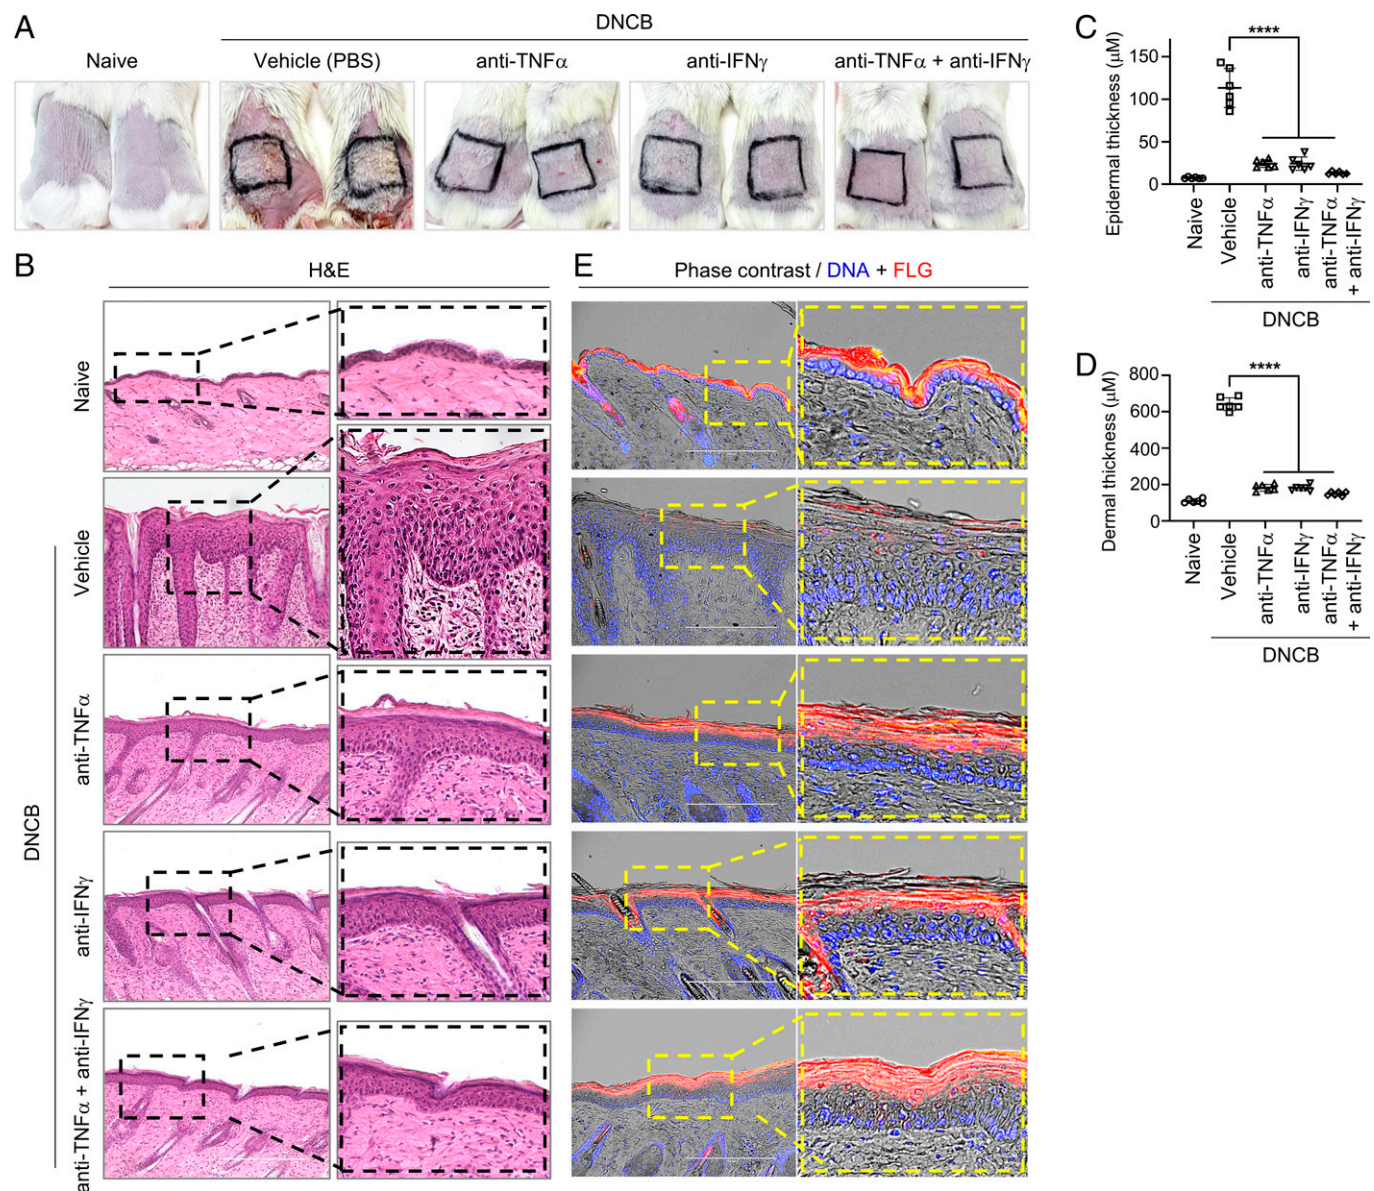 A
DNCB
Naive
Vehicle (PBS)
anti-TNFα
anti-IFNγ
anti-TNFα + anti-IFNγ
B
H&E
Naive
Vehicle
anti-TNFα
anti-IFNγ
anti-TNFα + anti-IFNγ
DNCB
E
Phase contrast / DNA + FLG
C
Epidermal thickness (μM)
150
100
50
0
****
Naive
Vehicle
anti-TNFα
anti-IFNγ
anti-TNFα
+ anti-IFNγ
DNCB
D
Dermal thickness (μM)
800
600
400
200
0
****
Naive
Vehicle
anti-TNFα
anti-IFNγ
anti-TNFα
+ anti-IFNγ
DNCB